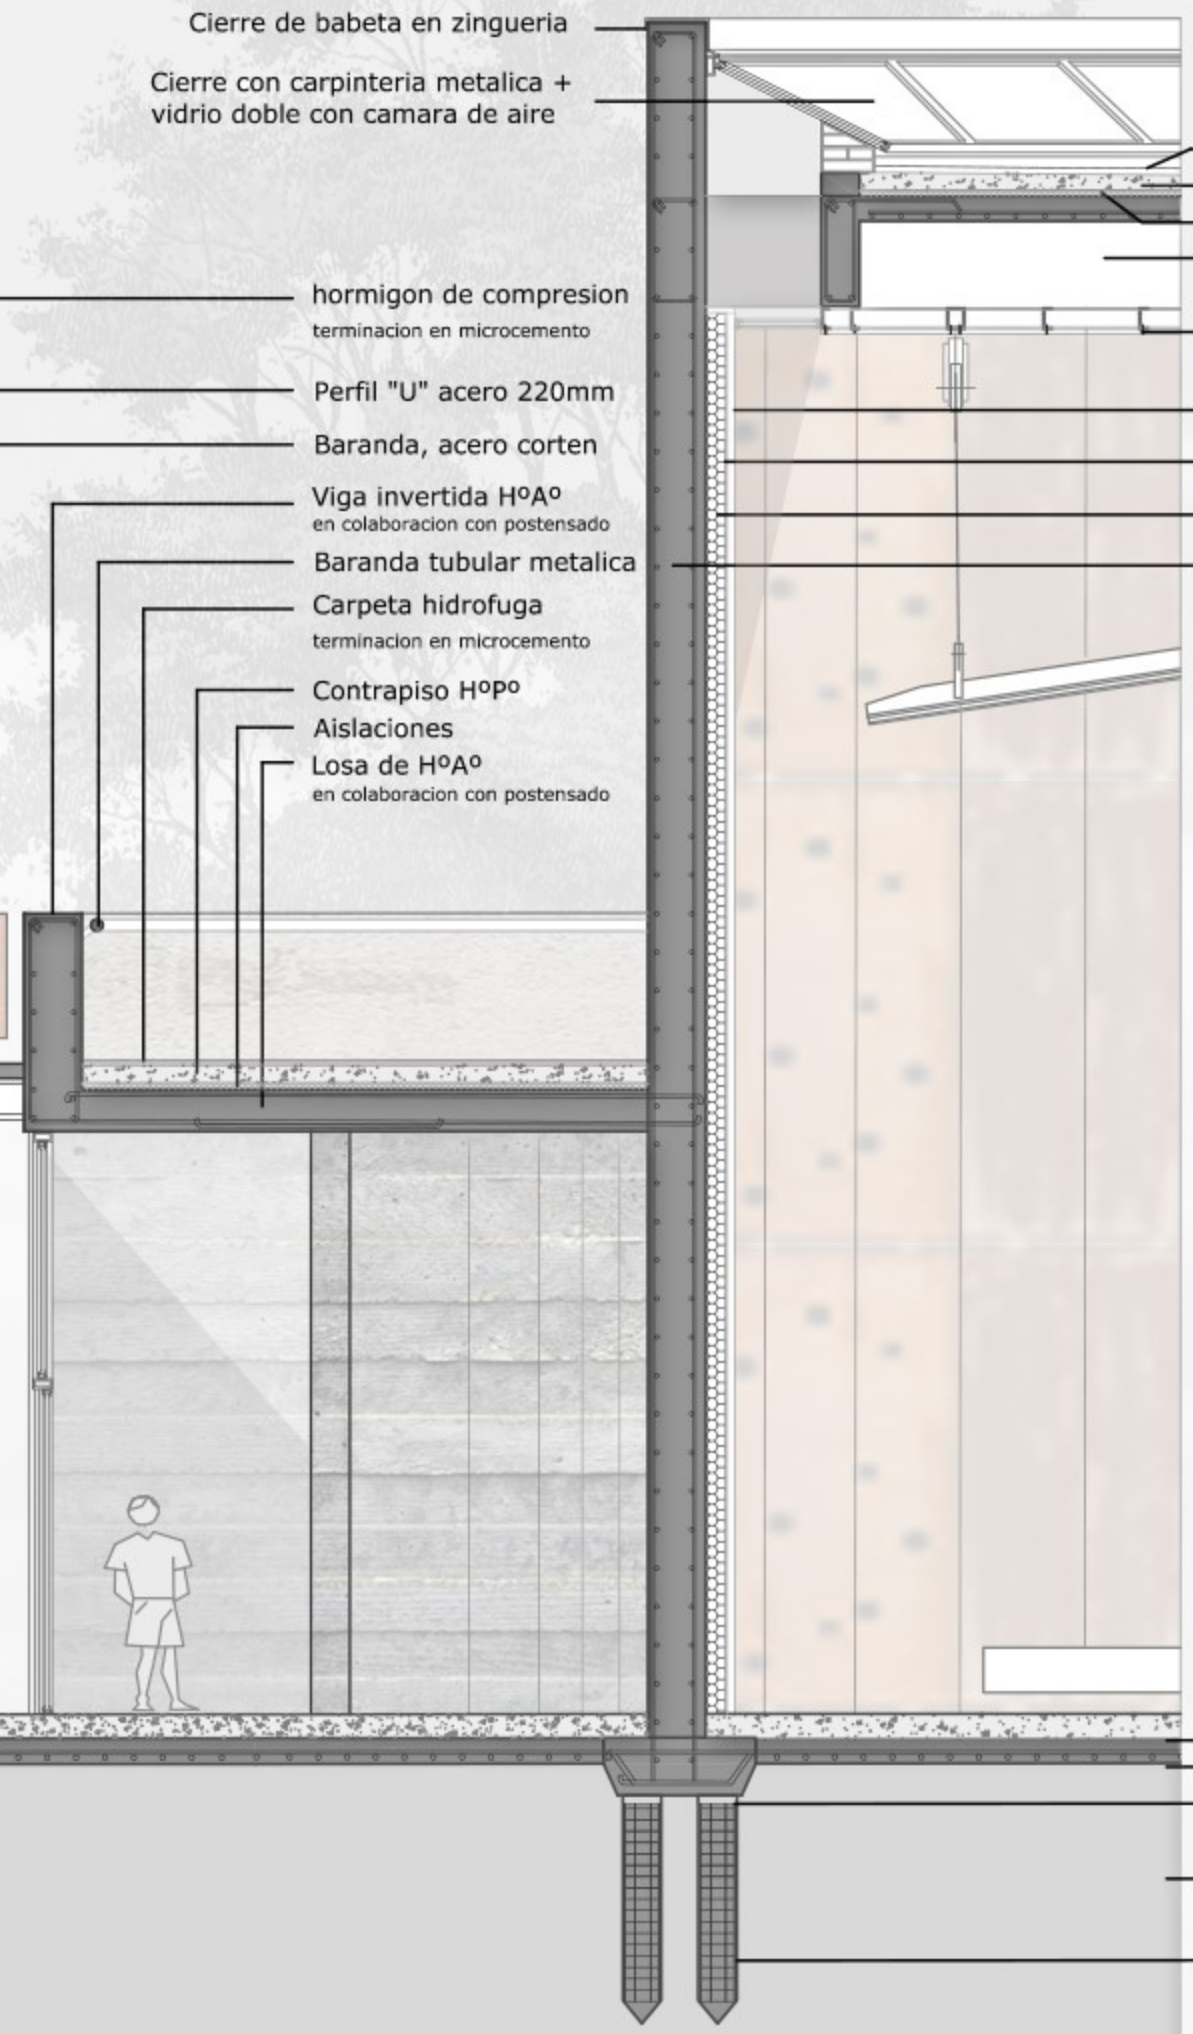 Cierre de babeta en zingueria
Cierre con carpinteria metalica +
vidrio doble con camara de aire
hormigon de compresion
terminacion en microcemento
Perfil "U" acero 220mm
Baranda, acero corten
Viga invertida HºAº
en colaboracion con postensado
Baranda tubular metalica
Carpeta hidrofuga
terminacion en microcemento
Contrapiso HºPº
Aislaciones
Losa de HºAº
en colaboracion con postensado